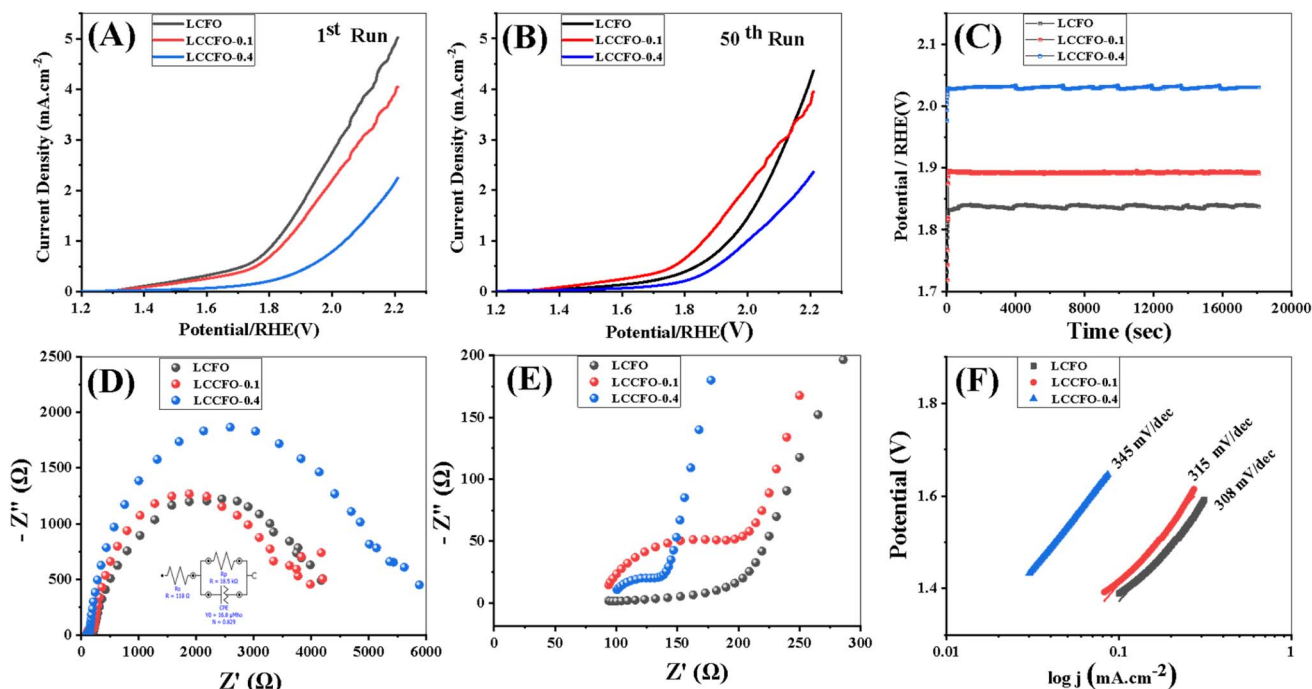 (A)
LCFO
LCCFO-0.1
LCCFO-0.4
1st Run
Current Density (mA.cm-2)
5
4
3
2
1
0
1.2 1.4 1.6 1.8 2.0 2.2
Potential/RHE(V)
(B)
LCFO
LCCFO-0.1
LCCFO-0.4
50 th Run
Current Density (mA.cm-2)
5
4
3
2
1
0
1.2 1.4 1.6 1.8 2.0 2.2
Potential/RHE(V)
(C)
LCFO
LCCFO-0.1
LCCFO-0.4
Potential / RHE(V)
2.1
2.0
1.9
1.8
1.7
0 4000 8000 12000 16000 20000
Time (sec)
(D)
LCFO
LCCFO-0.1
LCCFO-0.4
- Z'' (Ω)
2500
2000
1500
1000
500
0
0 1000 2000 3000 4000 5000 6000
Z' (Ω)
Rp
CPE
N = 0.829
(E)
LCFO
LCCFO-0.1
LCCFO-0.4
- Z'' (Ω)
200
150
100
50
0
0 50 100 150 200 250 300
Z' (Ω)
(F)
LCFO
LCCFO-0.1
LCCFO-0.4
345 mV/dec
315 mV/dec
308 mV/dec
Potential (V)
1.8
1.6
1.4
1.3
0.01 0.1 1
log j (mA.cm-2)